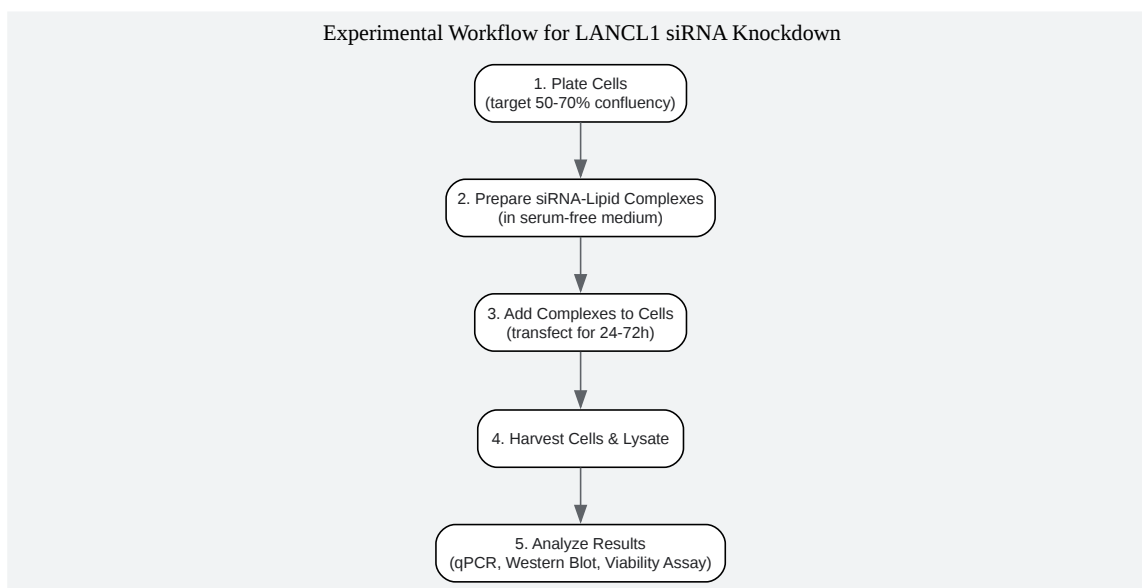 Experimental Workflow for LANCL1 siRNA Knockdown
1. Plate Cells
(target 50-70% confluency)
2. Prepare siRNA-Lipid Complexes
(in serum-free medium)
3. Add Complexes to Cells
(transfect for 24-72h)
4. Harvest Cells & Lysate
5. Analyze Results
(qPCR, Western Blot, Viability Assay)